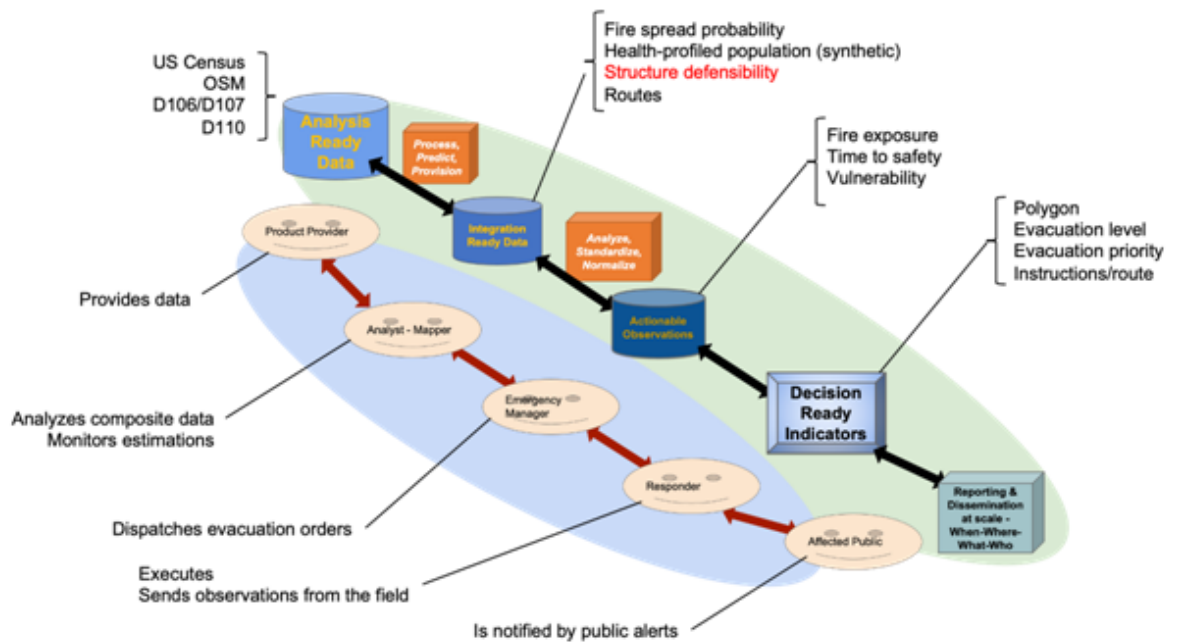 US Census
OSM
D106/D107
D110
Analysis
Ready
Data
Process,
Predict,
Provision
Fire spread probability
Health-profiled population (synthetic)
Structure defensibility
Routes
Integration
Ready Data
Analyze,
Standardize,
Normalize
Fire exposure
Time to safety
Vulnerability
Actionable
Observations
Polygon
Evacuation level
Evacuation priority
Instructions/route
Decision
Ready
Indicators
Reporting &
Dissemination
at scale -
When-Where-
What-Who
Product Provider
Provides data
Analyst - Mapper
Analyzes composite data
Monitors estimations
Emergency
Manager
Dispatches evacuation orders
Responder
Executes
Sends observations from the field
Affected Public
Is notified by public alerts